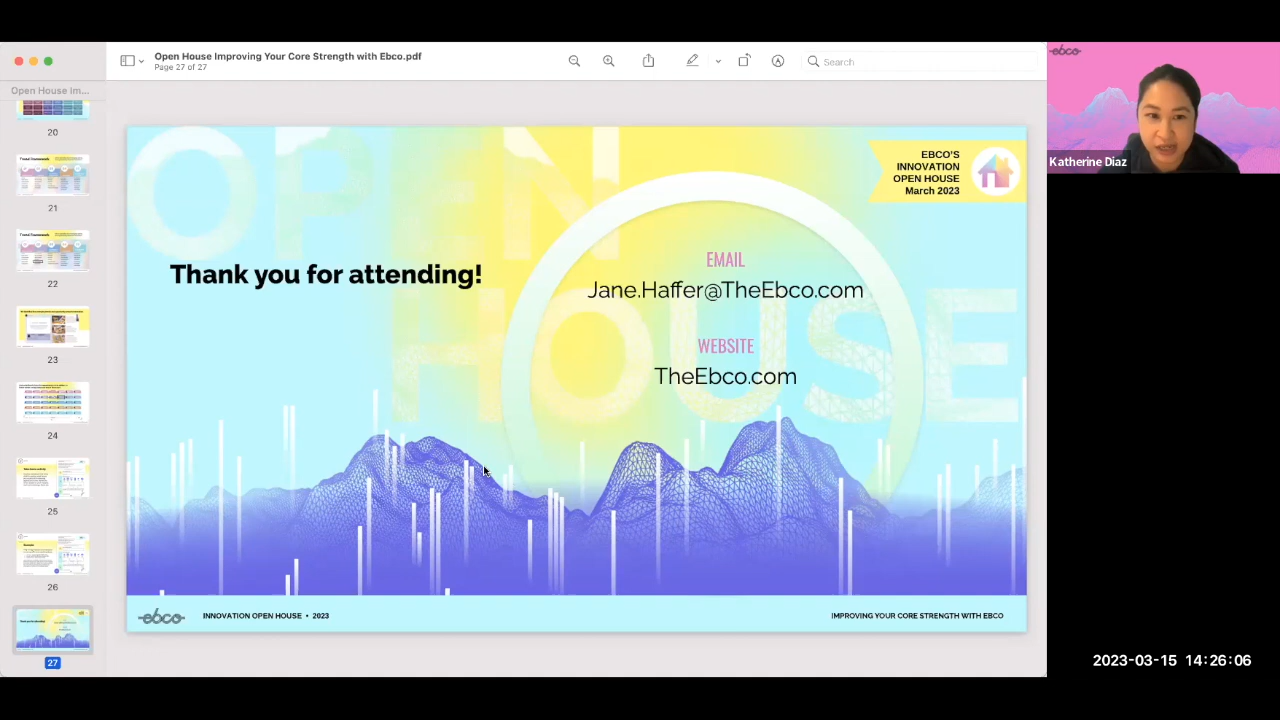 Open House Improving Your Core Strength with Ebco.pdf
Page 27 of 27
Search
Open House Im...
20
21
22
23
24
25
26
27
OPEN
HOUSE
EBCO'S
INNOVATION
OPEN HOUSE
March 2023
Thank you for attending!
EMAIL
Jane.Haffer@TheEbco.com
WEBSITE
TheEbco.com
ebco
INNOVATION OPEN HOUSE • 2023
IMPROVING YOUR CORE STRENGTH WITH EBCO
ebco
Katherine Diaz
2023-03-15 14:26:06